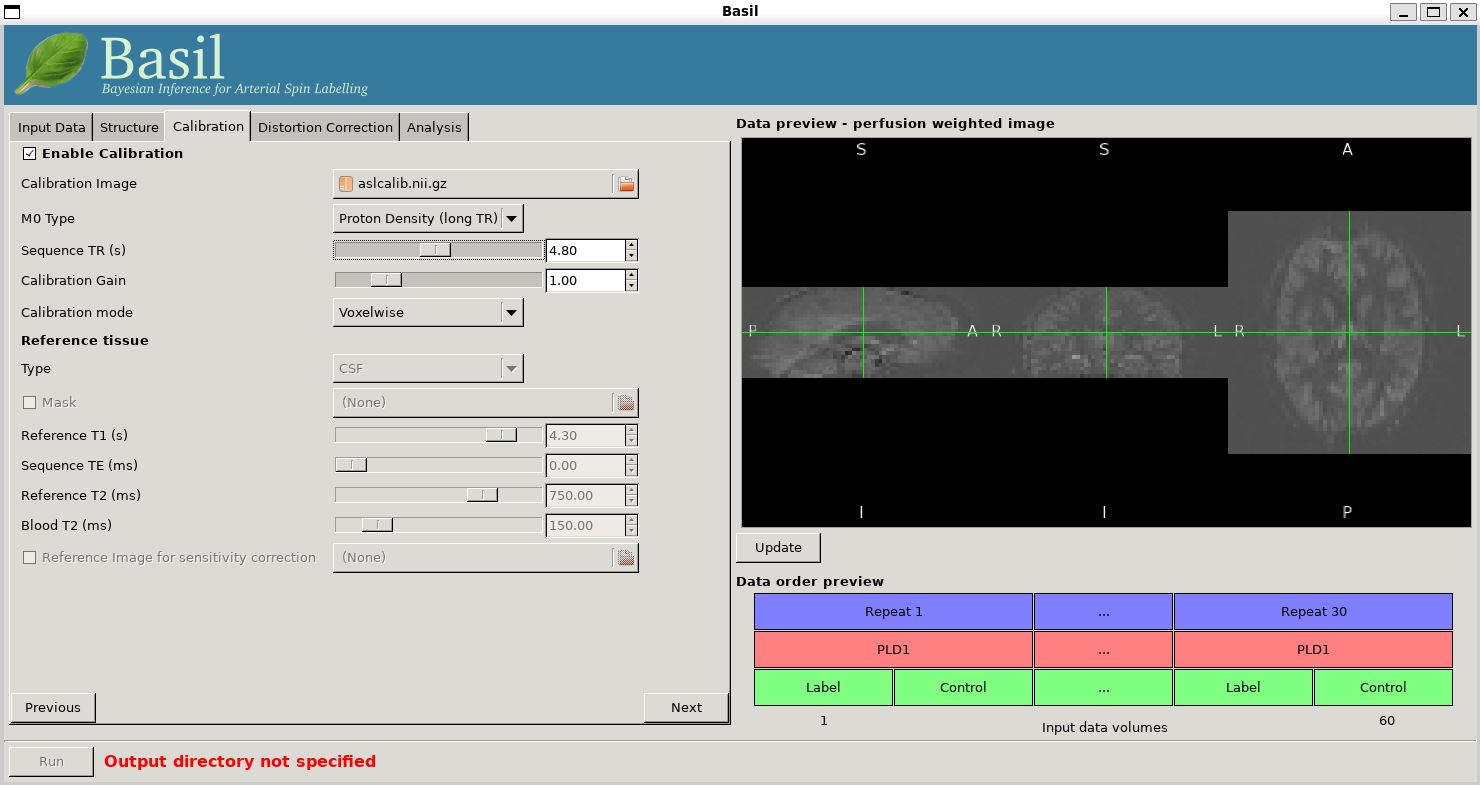 Basil
Basil
Bayesian Inference for Arterial Spin Labelling
Input Data
Structure
Calibration
Distortion Correction
Analysis
Enable Calibration
Calibration Image
aslcalib.nii.gz
M0 Type
Proton Density (long TR)
Sequence TR (s)
4.80
Calibration Gain
1.00
Calibration mode
Voxelwise
Reference tissue
Type
CSF
Mask
(None)
Reference T1 (s)
4.30
Sequence TE (ms)
0.00
Reference T2 (ms)
750.00
Blood T2 (ms)
150.00
Reference Image for sensitivity correction
(None)
Previous
Next
Data preview - perfusion weighted image
S
S
A
P
A
R
L
R
L
I
I
P
Update
Data order preview
Repeat 1
...
Repeat 30
PLD1
...
PLD1
Label
Control
...
Label
Control
1
Input data volumes
60
Run
Output directory not specified